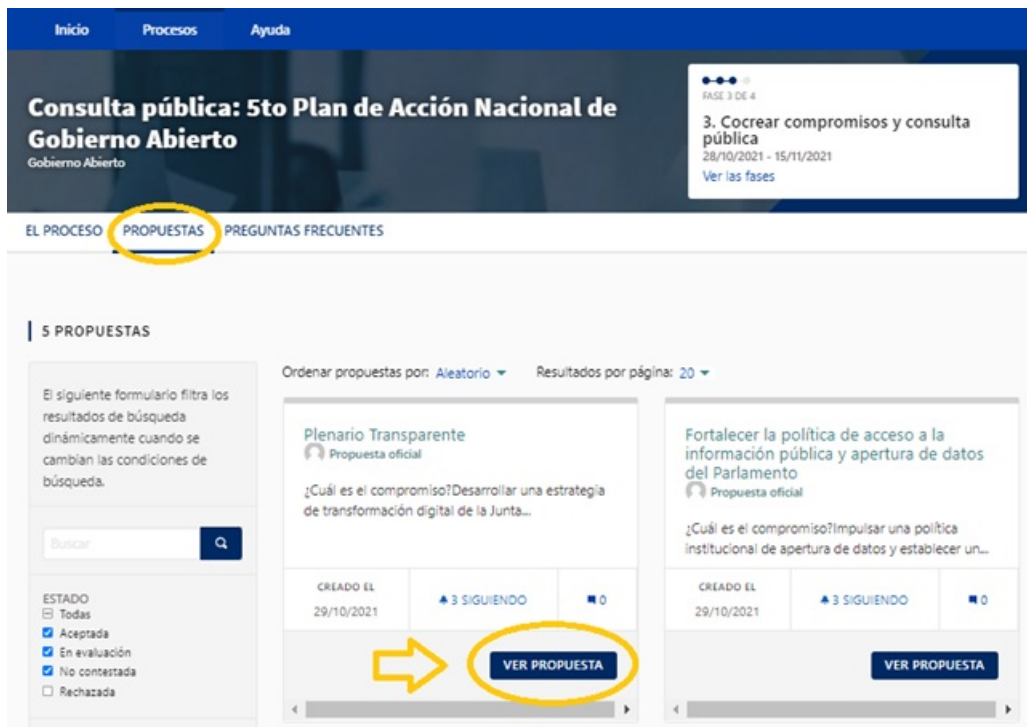 Inicio Procesos Ayuda
Consulta pública: 5to Plan de Acción Nacional de
Gobierno Abierto
Gobierno Abierto
FASE 3 DE 4
3. Cocrear compromisos y consulta
pública
28/10/2021 - 15/11/2021
Ver las fases
EL PROCESO PROPUESTAS PREGUNTAS FRECUENTES
5 PROPUESTAS
El siguiente formulario filtra los
resultados de búsqueda
dinámicamente cuando se
cambian las condiciones de
búsqueda.
Buscar
ESTADO
Todas
Aceptada
En evaluación
No contestada
Rechazada
Ordenar propuestas por: Aleatorio Resultados por página: 20
Plenario Transparente
Propuesta oficial
¿Cuál es el compromiso?Desarrollar una estrategia
de transformación digital de la Junta...
CREADO EL
29/10/2021
3 SIGUIENDO
0
VER PROPUESTA
Fortalecer la política de acceso a la
información pública y apertura de datos
del Parlamento
Propuesta oficial
¿Cuál es el compromiso?Impulsar una política
institucional de apertura de datos y establecer un...
CREADO EL
29/10/2021
3 SIGUIENDO
0
VER PROPUESTA